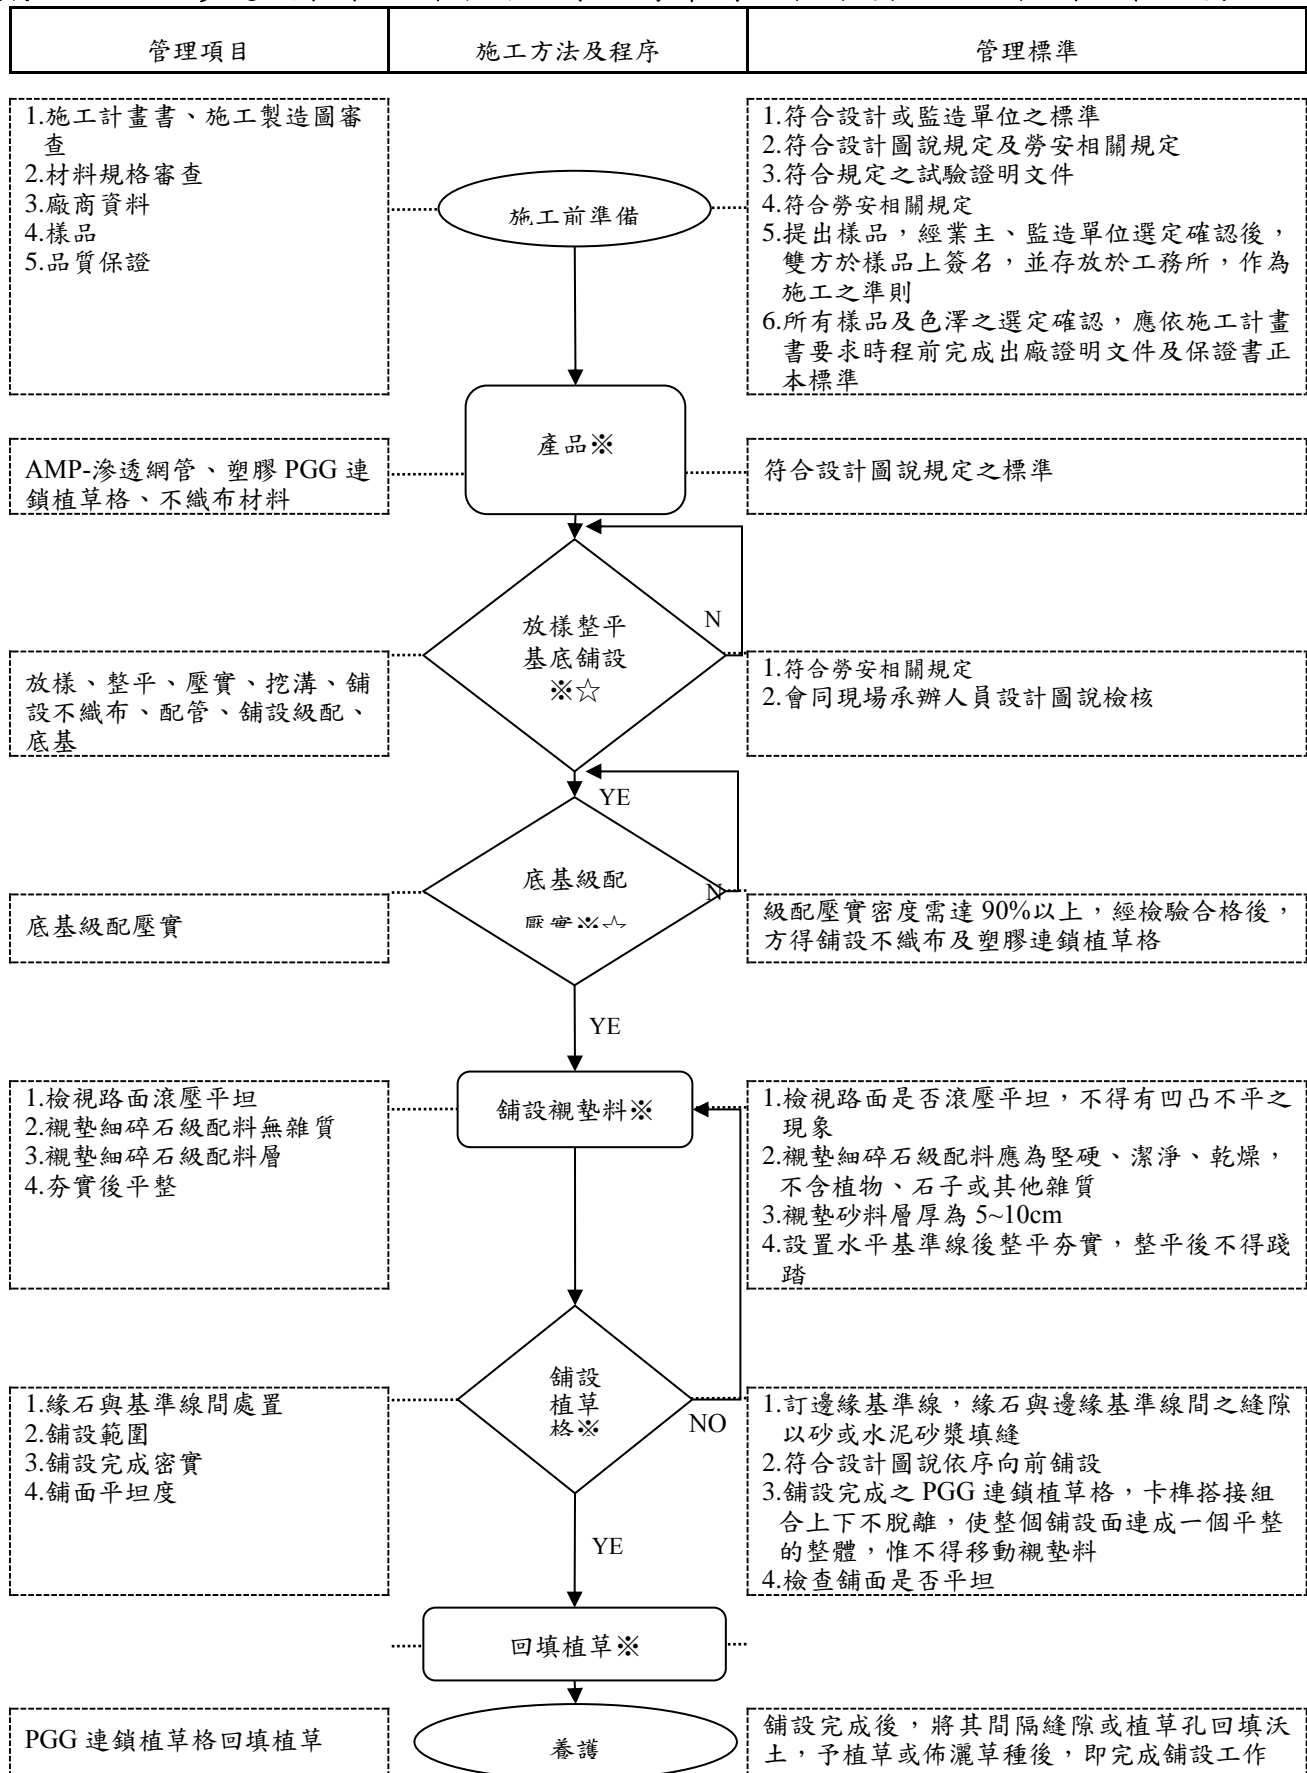 管理項目
施工方法及程序
管理標準
1.施工計畫書、施工製造圖審
查
2.材料規格審查
3.廠商資料
4.樣品
5.品質保證
施工前準備
1.符合設計或監造單位之標準
2.符合設計圖說規定及勞安相關規定
3.符合規定之試驗證明文件
4.符合勞安相關規定
5.提出樣品，經業主、監造單位選定確認後，
雙方於樣品上簽名，並存放於工務所，作為
施工之準則
6.所有樣品及色澤之選定確認，應依施工計畫
書要求時程前完成出廠證明文件及保證書正
本標準
AMP-滲透網管、塑膠 PGG 連
鎖植草格、不織布材料
產品※
符合設計圖說規定之標準
放樣、整平、壓實、挖溝、舖
設不織布、配管、舖設級配、
底基
放樣整平
基底舖設
※☆
N
YE
1.符合勞安相關規定
2.會同現場承辦人員設計圖說檢核
底基級配壓實
底基級配
壓實※☆
N
YE
級配壓實密度需達 90%以上，經檢驗合格後，
方得舖設不織布及塑膠連鎖植草格
1.檢視路面滾壓平坦
2.襯墊細碎石級配料無雜質
3.襯墊細碎石級配料層
4.夯實後平整
舖設襯墊料※
1.檢視路面是否滾壓平坦，不得有凹凸不平之
現象
2.襯墊細碎石級配料應為堅硬、潔淨、乾燥，
不含植物、石子或其他雜質
3.襯墊砂料層厚為 5~10cm
4.設置水平基準線後整平夯實，整平後不得踐
踏
1.緣石與基準線間處置
2.舖設範圍
3.舖設完成密實
4.舖面平坦度
舖設
植草
格※
NO
YE
1.訂邊緣基準線，緣石與邊緣基準線間之縫隙
以砂或水泥砂漿填縫
2.符合設計圖說依序向前舖設
3.舖設完成之 PGG 連鎖植草格，卡榫搭接組
合上下不脫離，使整個舖設面連成一個平整
的整體，惟不得移動襯墊料
4.檢查舖面是否平坦
回填植草※
PGG 連鎖植草格回填植草
養護
舖設完成後，將其間隔縫隙或植草孔回填沃
土，予植草或佈灑草種後，即完成舖設工作